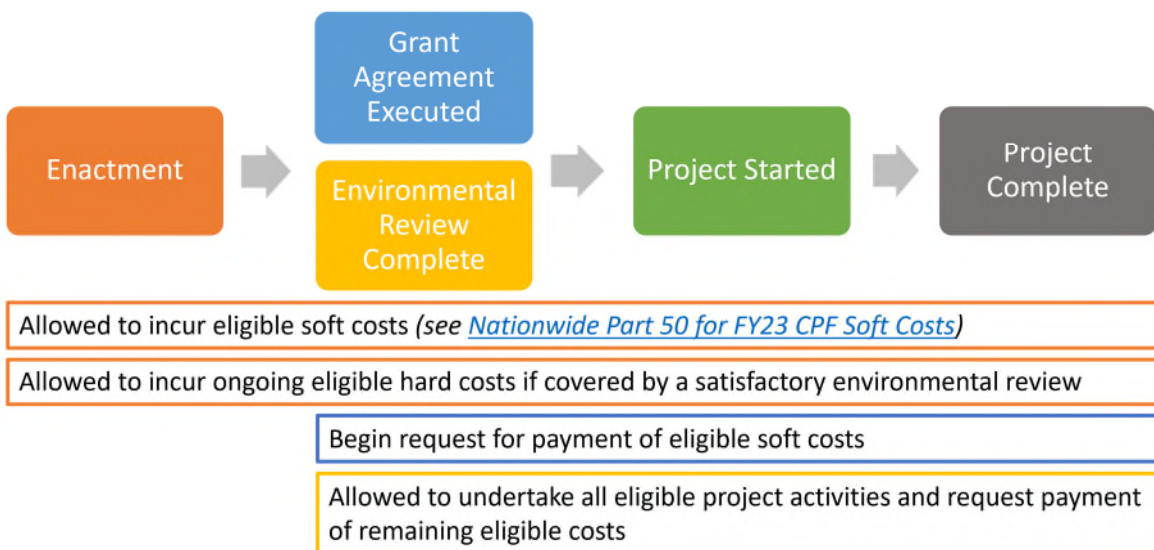 Enactment
Grant
Agreement
Executed
Environmental
Review
Complete
Project Started
Project
Complete
Allowed to incur eligible soft costs (see Nationwide Part 50 for FY23 CPF Soft Costs)
Allowed to incur ongoing eligible hard costs if covered by a satisfactory environmental review
Begin request for payment of eligible soft costs
Allowed to undertake all eligible project activities and request payment
of remaining eligible costs